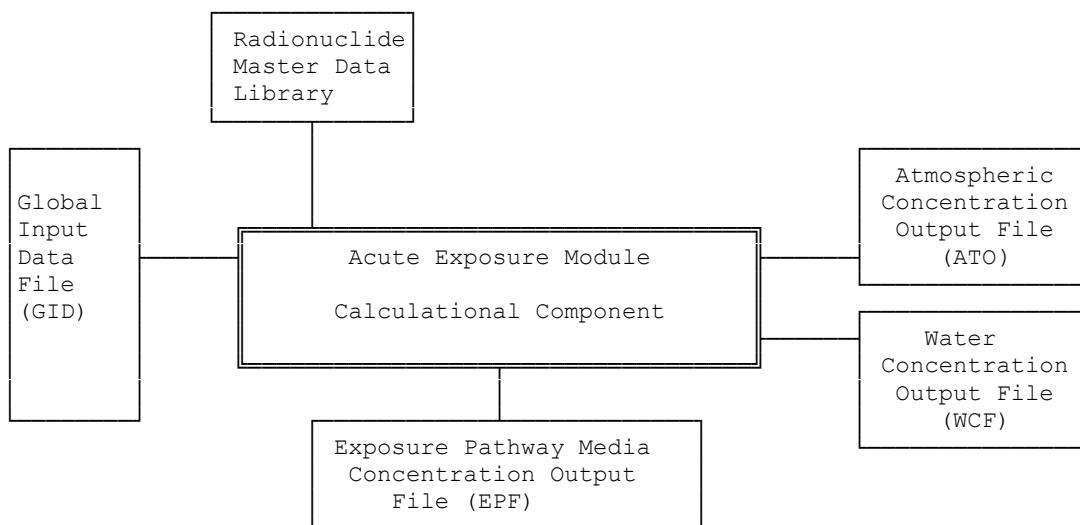 Radionuclide
Master Data
Library
Global
Input
Data
File
(GID)
Acute Exposure Module
Calculational Component
Atmospheric
Concentration
Output File
(ATO)
Water
Concentration
Output File
(WCF)
Exposure Pathway Media
Concentration Output
File (EPF)